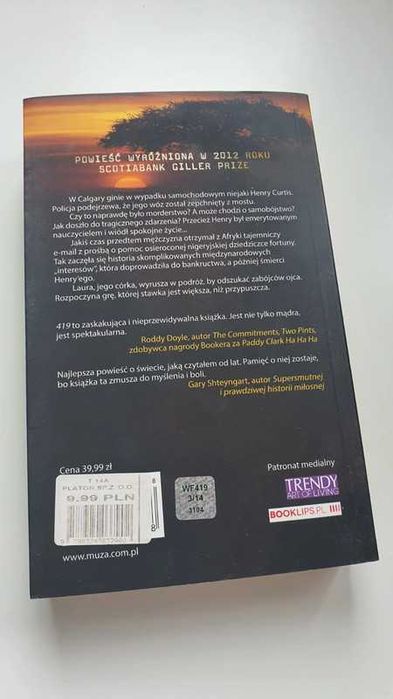 POWIEŚĆ WYRÓŻNIONA W 2012 ROKU
SCOTIABANK GILLER PRIZE
W Calgary ginie w wypadku samochodowym niejaki Henry Curtis.
Policja podejrzewa, że jego wóz został zepchnięty z mostu.
Czy to naprawdę było morderstwo? A może chodzi o samobójstwo?
Jak doszło do tragicznego zdarzenia? Przecież Henry był emerytowanym
nauczycielem i wiódł spokojne życie...
Jakiś czas przedtem mężczyzna otrzymał z Afryki tajemniczy
e-mail z prośbą o pomoc osieroconej nigeryjskiej dziedziczce fortuny.
Tak zaczęła się historia skomplikowanych międzynarodowych
„interesów", która doprowadziła do bankructwa, a później śmierci
Henry'ego.
Laura, jego córka, wyrusza w podróż, by odszukać zabójców ojca.
Rozpoczyna grę, której stawka jest większa, niż przypuszcza.
419 to zaskakująca i nieprzewidywalna książka. Jest nie tylko mądra,
jest spektakularna.
Roddy Doyle, autor The Commitments, Two Pints,
zdobywca nagrody Bookera za Paddy Clark Ha Ha Ha
Najlepsza powieść o świecie, jaką czytałem od lat. Pamięć o niej zostaje,
bo książka ta zmusza do myślenia i boli.
Gary Shteyngart, autor Supersmutnej
i prawdziwej historii miłosnej
Cena 39,99 zł
T 14A
PLATON SP.Z O.O.
9.99 PLN
WF419
3/14
3104
Patronat medialny
TRENDY
ART OF LIVING
BOOKLIPS.PL
www.muza.com.pl